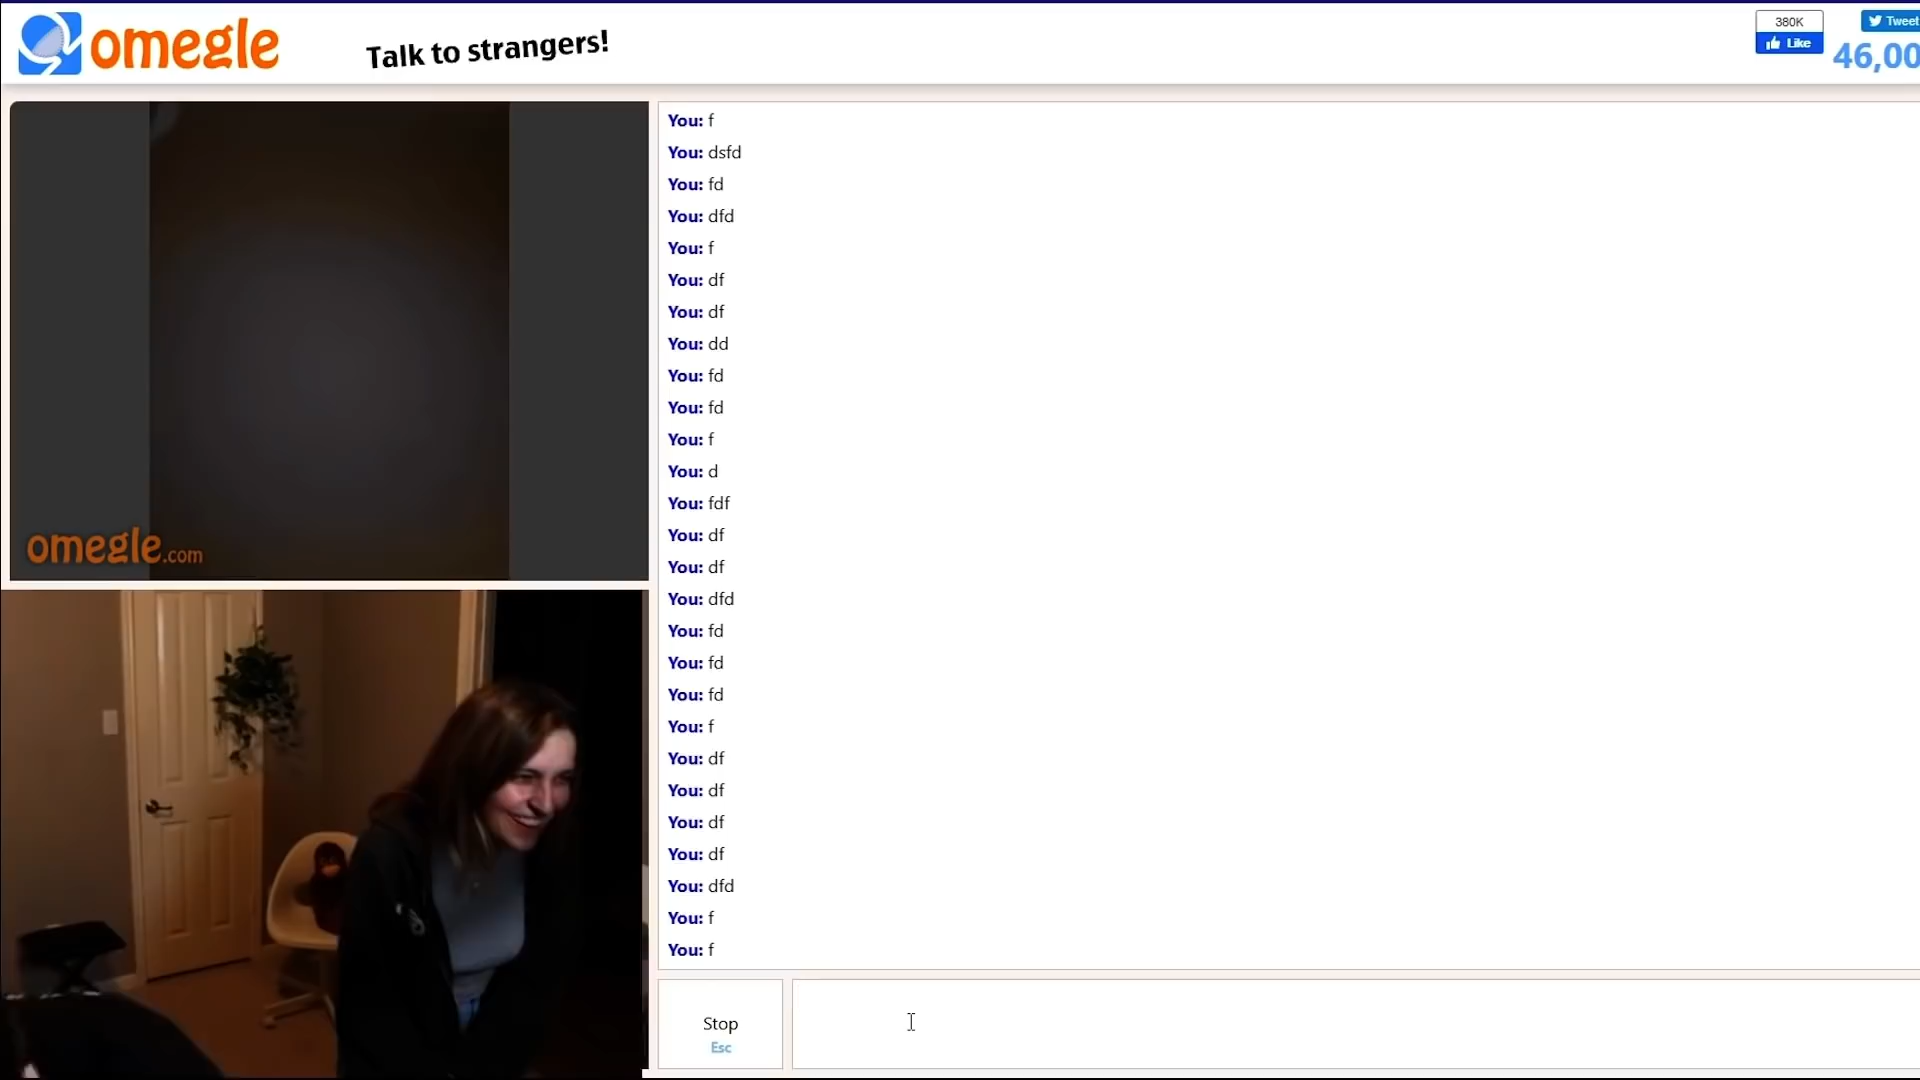 omegle
Talk to strangers!
380K
Like
Tweet
46,00
You: f
You: dsfd
You: fd
You: dfd
You: f
You: df
You: df
You: dd
You: fd
You: fd
You: f
You: d
You: fdf
You: df
You: df
You: dfd
You: fd
You: fd
You: fd
You: f
You: df
You: df
You: df
You: df
You: dfd
You: f
You: f
omegle.com
Stop
Esc